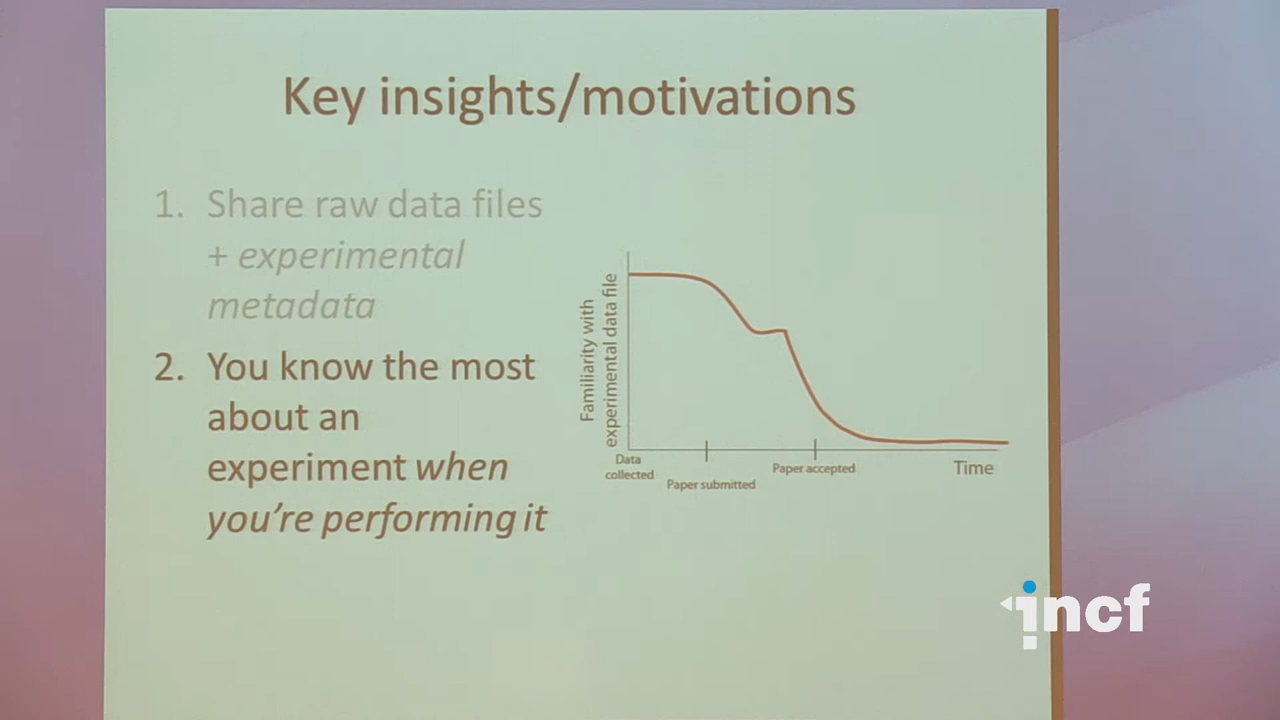 Key insights/motivations
1. Share raw data files
+ experimental
metadata
2. You know the most
about an
experiment when
you're performing it
Familiarity with
experimental data file
Data
collected
Paper submitted
Paper accepted
Time
incf